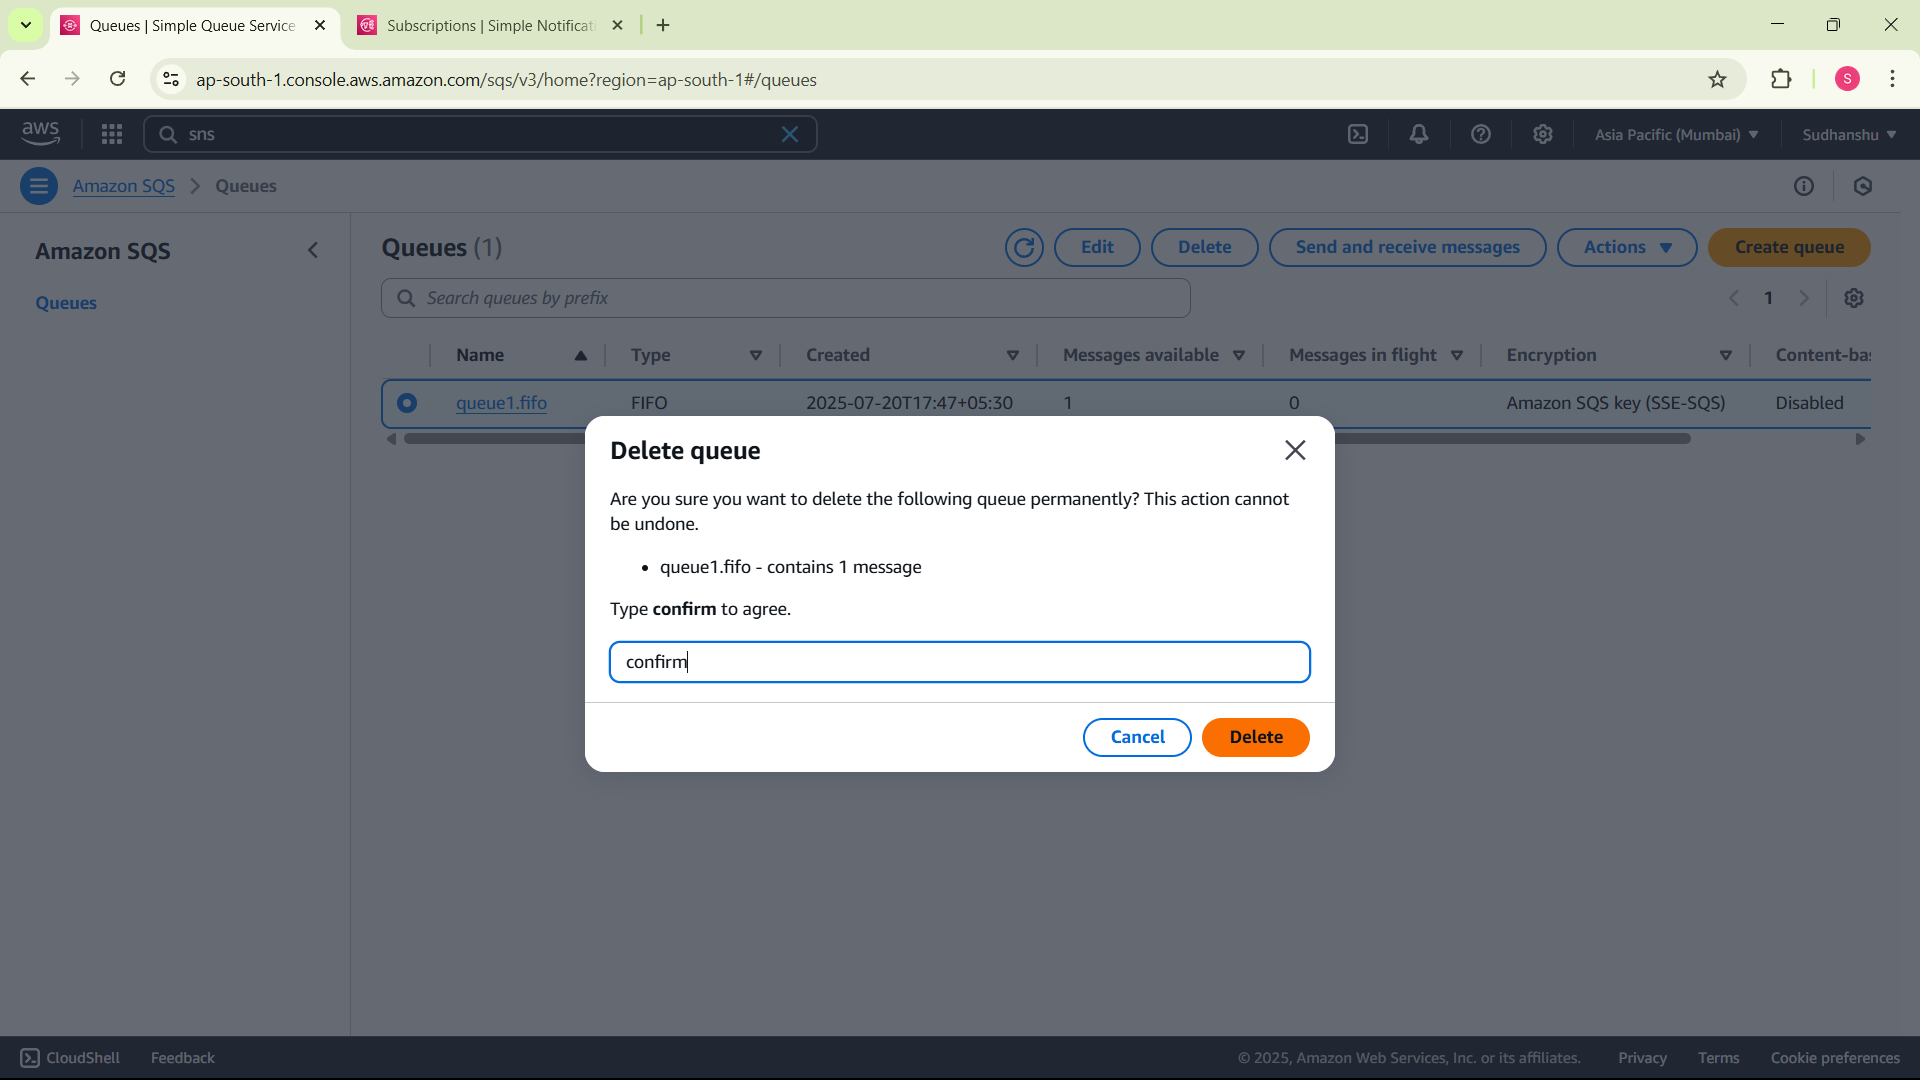 Queues | Simple Queue Service
Subscriptions | Simple Notificati
ap-south-1.console.aws.amazon.com/sqs/v3/home?region=ap-south-1#/queues
S
aws
sns
Asia Pacific (Mumbai)
Sudhanshu
Amazon SQS
Queues
Amazon SQS
Queues
Queues (1)
Edit
Delete
Send and receive messages
Actions
Create queue
Search queues by prefix
1
Name
Type
Created
Messages available
Messages in flight
Encryption
Content-bas
queue1.fifo
FIFO
2025-07-20T17:47+05:30
1
0
Amazon SQS key (SSE-SQS)
Disabled
Delete queue
Are you sure you want to delete the following queue permanently? This action cannot
be undone.
• queue1.fifo - contains 1 message
Type confirm to agree.
confirm
Cancel
Delete
CloudShell
Feedback
© 2025, Amazon Web Services, Inc. or its affiliates.
Privacy
Terms
Cookie preferences